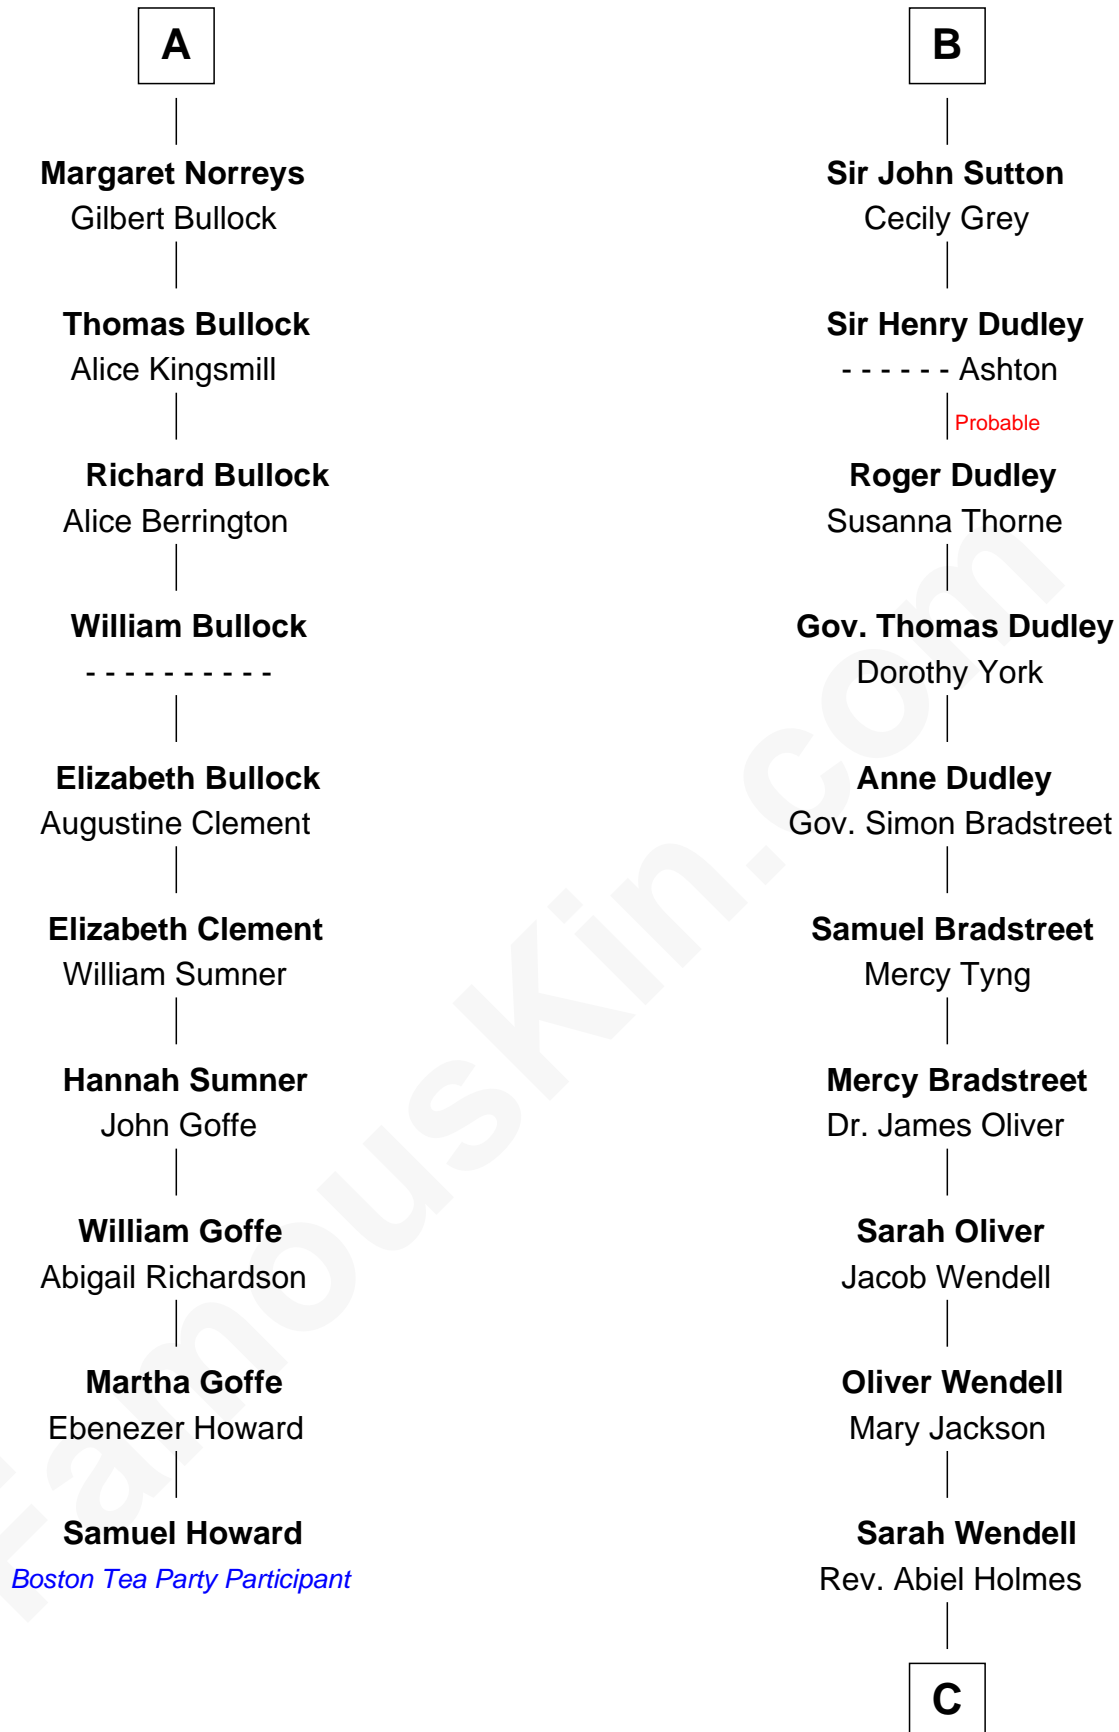 A
Margaret Norreys
Gilbert Bullock
Thomas Bullock
Alice Kingsmill
Richard Bullock
Alice Berrington
William Bullock
- - - - - - - - - -
Elizabeth Bullock
Augustine Clement
Elizabeth Clement
William Sumner
Hannah Sumner
John Goffe
William Goffe
Abigail Richardson
Martha Goffe
Ebenezer Howard
Samuel Howard
Boston Tea Party Participant
B
Sir John Sutton
Cecily Grey
Sir Henry Dudley
- - - - - - Ashton
Probable
Roger Dudley
Susanna Thorne
Gov. Thomas Dudley
Dorothy York
Anne Dudley
Gov. Simon Bradstreet
Samuel Bradstreet
Mercy Tyng
Mercy Bradstreet
Dr. James Oliver
Sarah Oliver
Jacob Wendell
Oliver Wendell
Mary Jackson
Sarah Wendell
Rev. Abiel Holmes
C
FamousKin.com